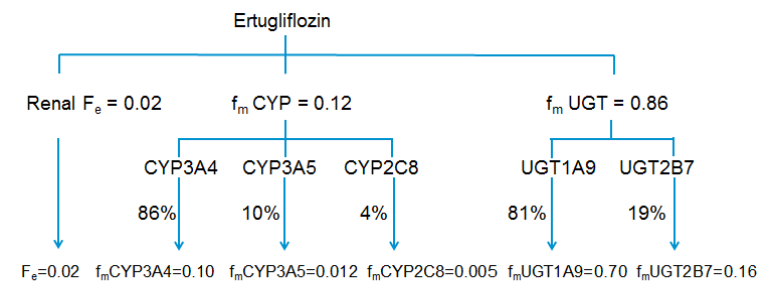 Ertugliflozin
Renal Fe = 0.02 fm CYP = 0.12 fm UGT = 0.86
CYP3A4 CYP3A5 CYP2C8 UGT1A9 UGT2B7
86% 10% 4% 81% 19%
Fe=0.02 fmCYP3A4=0.10 fmCYP3A5=0.012 fmCYP2C8=0.005 fmUGT1A9=0.70 fmUGT2B7=0.16